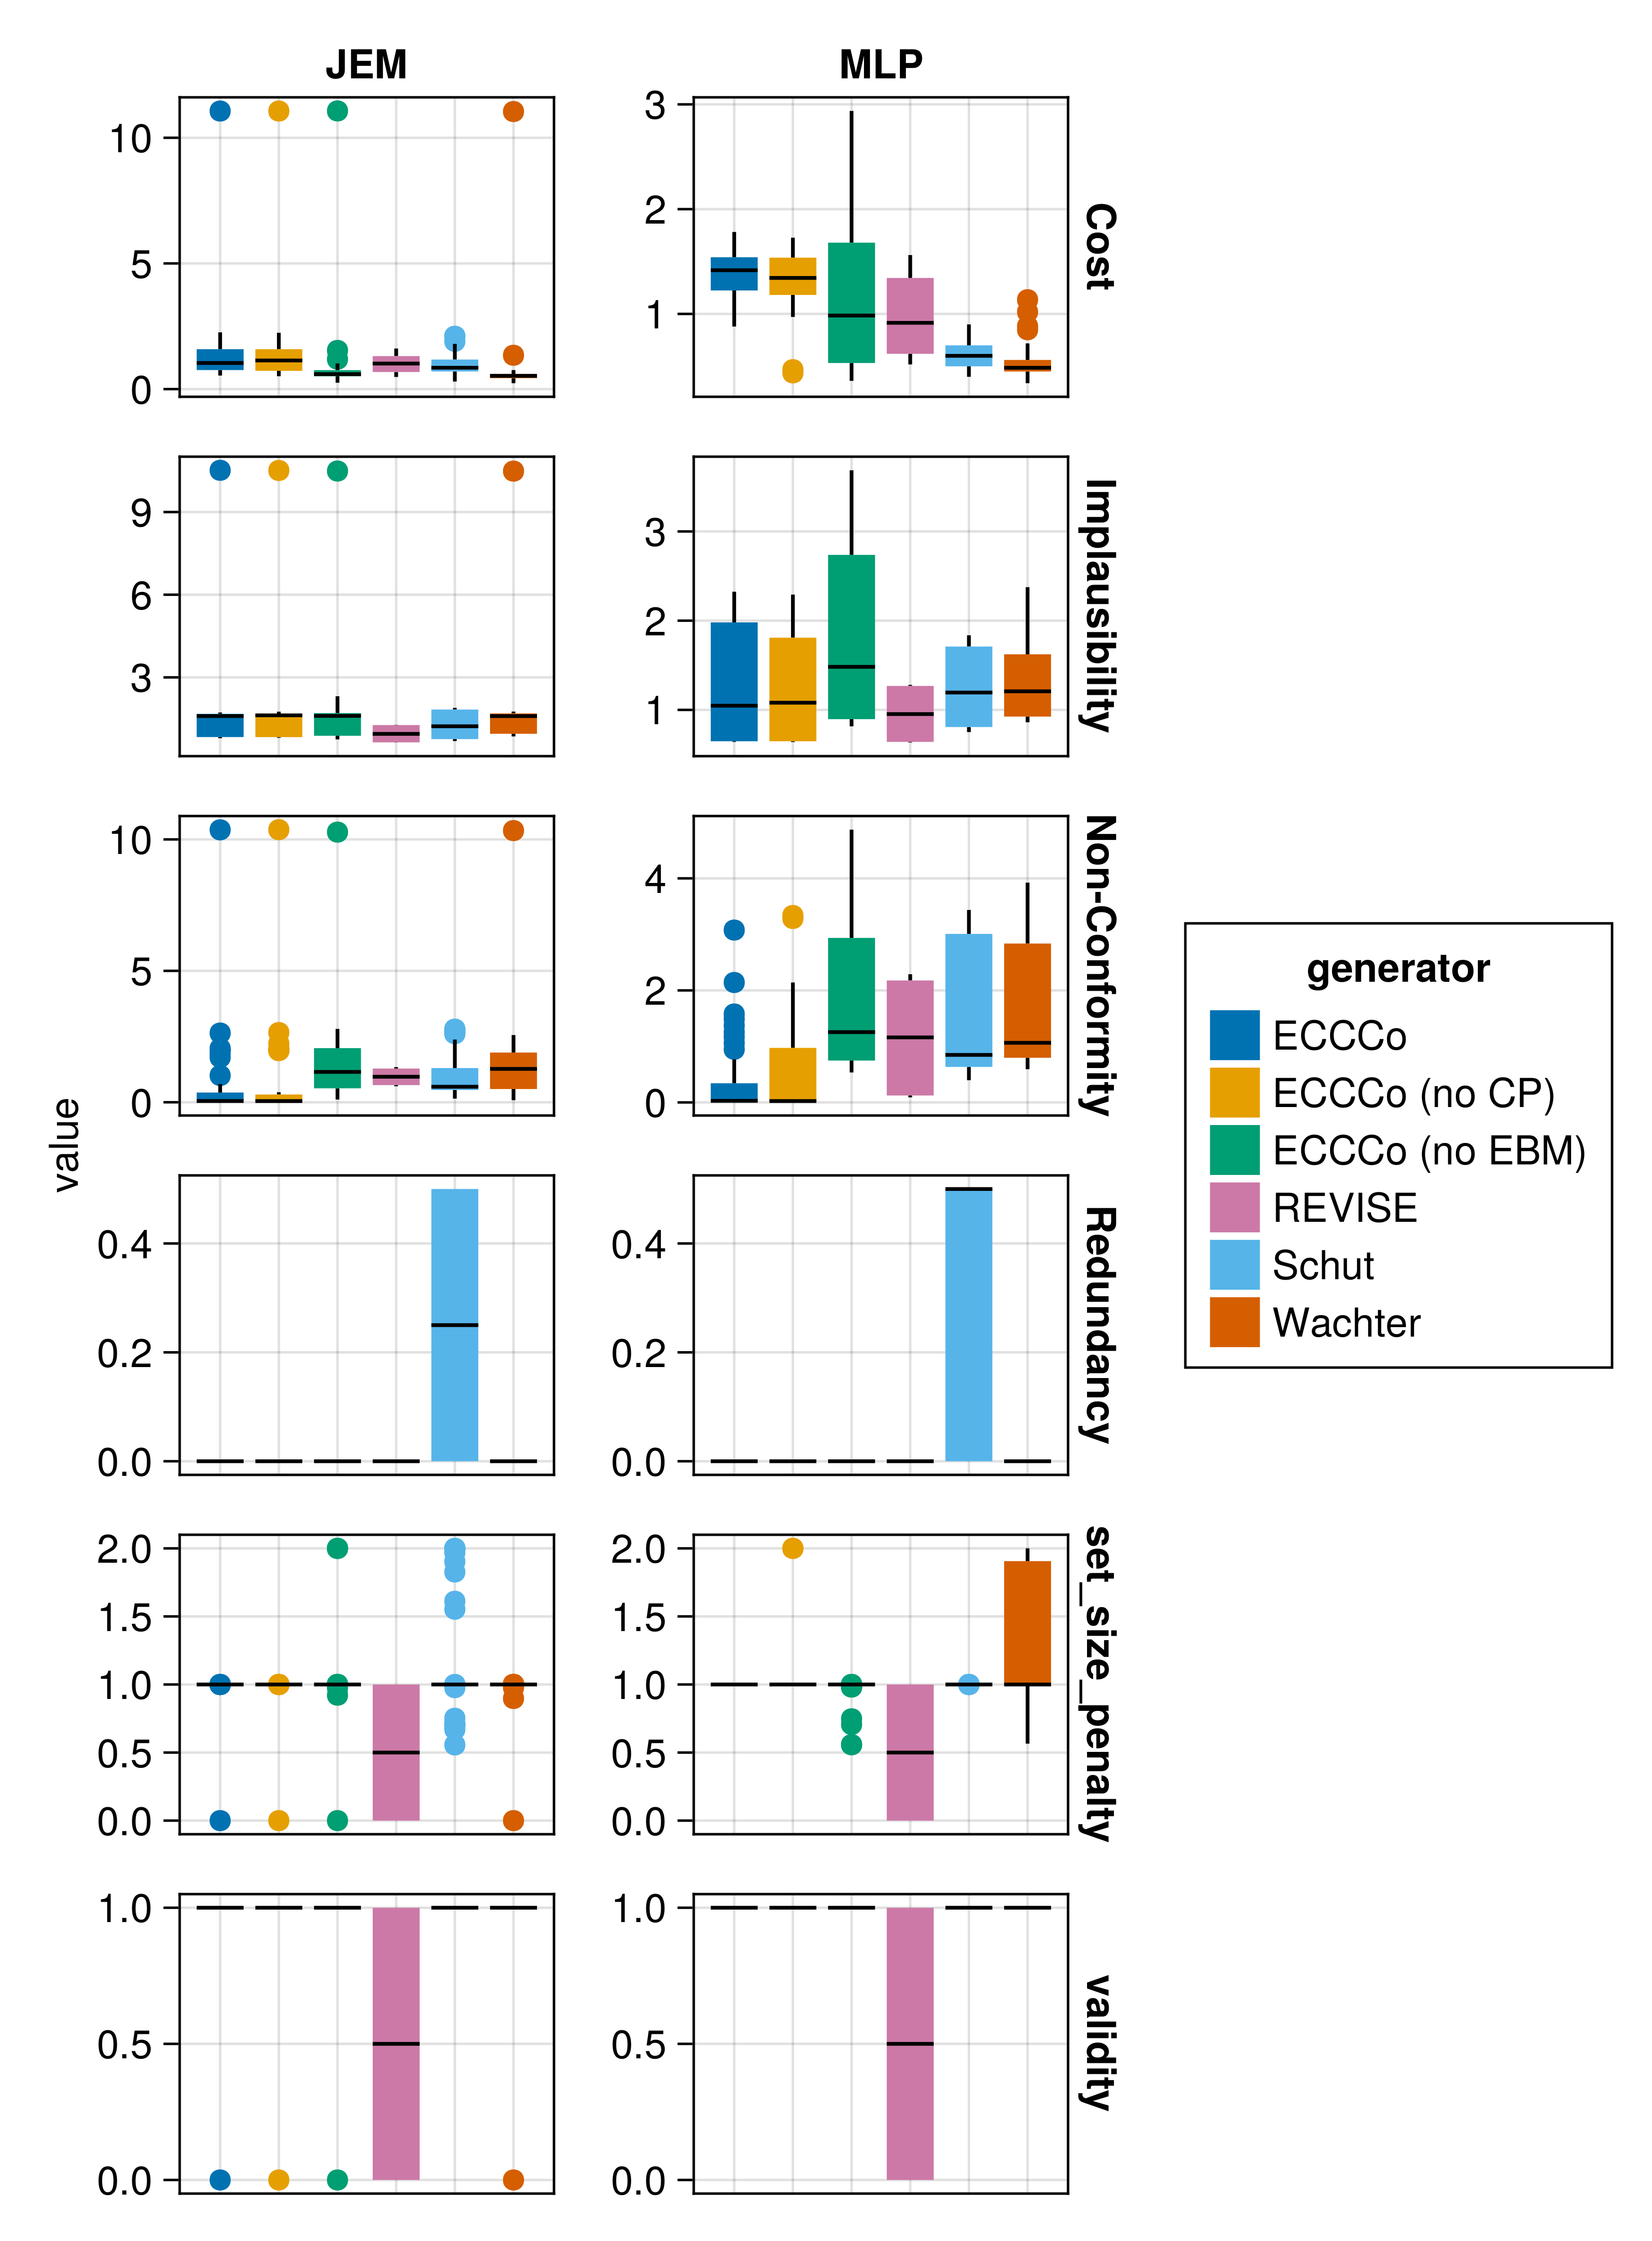 JEM
MLP
10
5
0
3
2
1
Cost
9
6
3
3
2
1
Implausibility
10
5
0
4
2
0
Non-Conformity
value
0.4
0.2
0.0
0.4
0.2
0.0
Redundancy
2.0
1.5
1.0
0.5
0.0
2.0
1.5
1.0
0.5
0.0
set_size_penalty
1.0
0.5
0.0
1.0
0.5
0.0
validity
generator
ECCCo
ECCCo (no CP)
ECCCo (no EBM)
REVISE
Schut
Wachter